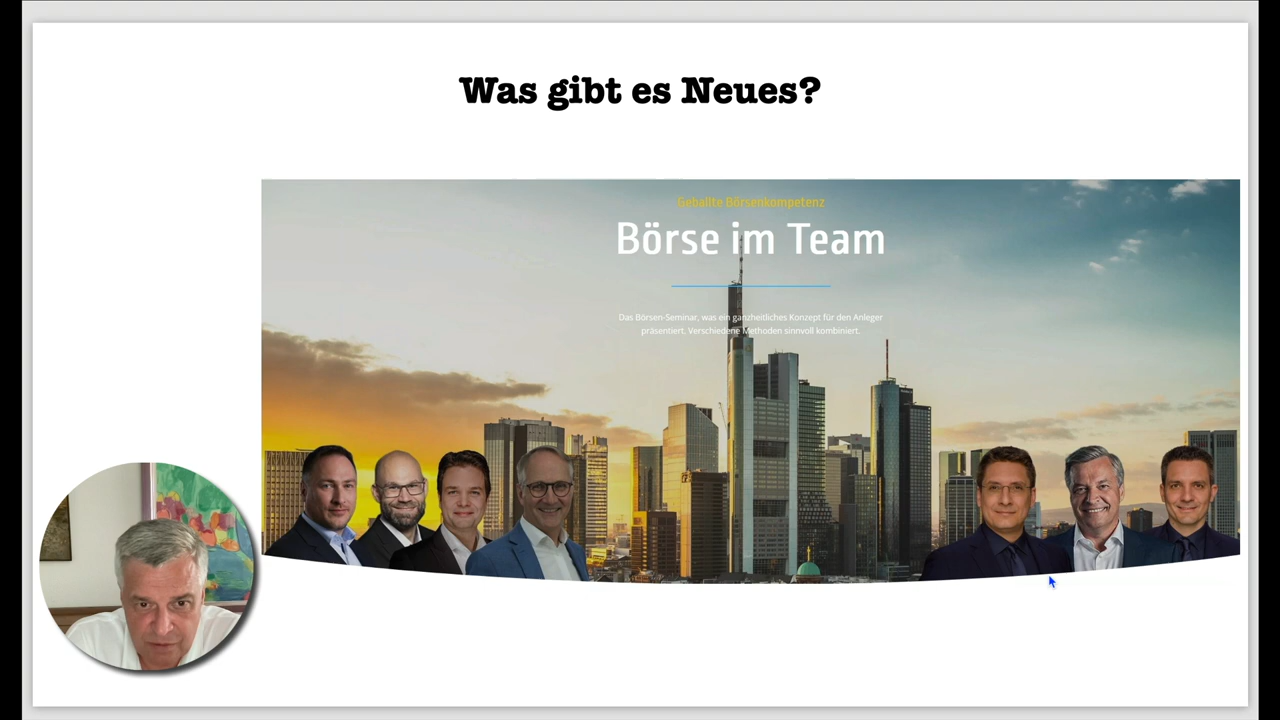 Was gibt es Neues?
Geballte Börsenkompetenz
Börse im Team
Das Börsen-Seminar, was ein ganzheitliches Konzept für den Anleger
präsentiert. Verschiedene Methoden sinnvoll kombiniert.